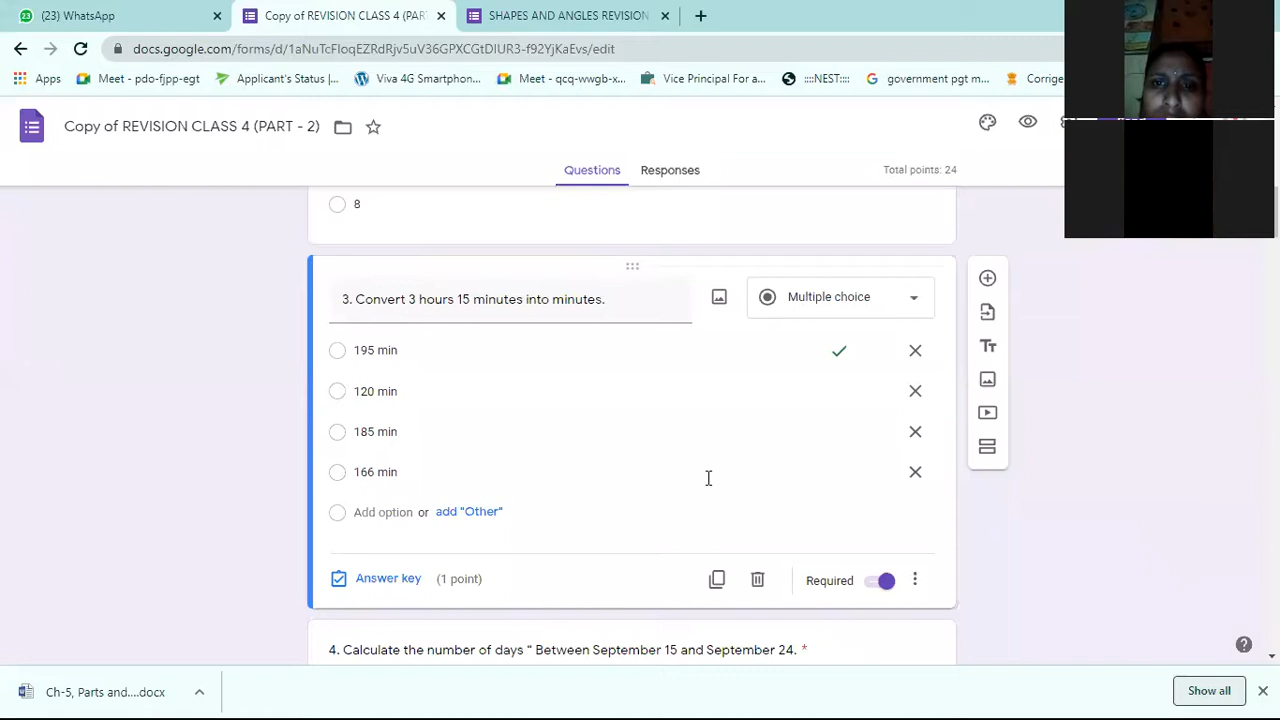 (23) WhatsApp
Copy of REVISION CLASS 4 (PART
SHAPES AND ANGLES REVISION
docs.google.com/forms/d/1aNuTcFIoqEZRdRjv5uV36GPXCGtDIUR3-f92YjKaEvs/edit
Apps
Meet - pdo-fjpp-egt
Applicant's Status |...
Viva 4G Smartphon...
Meet - qcq-wwgb-x...
Vice Principal For a...
::::NEST::::
government pgt m...
Corrige
Copy of REVISION CLASS 4 (PART - 2)
Questions
Responses
Total points: 24
8
3. Convert 3 hours 15 minutes into minutes.
Multiple choice
195 min
120 min
185 min
166 min
Add option or add "Other"
Answer key (1 point)
Required
4. Calculate the number of days " Between September 15 and September 24. *
Ch-5, Parts and....docx
Show all